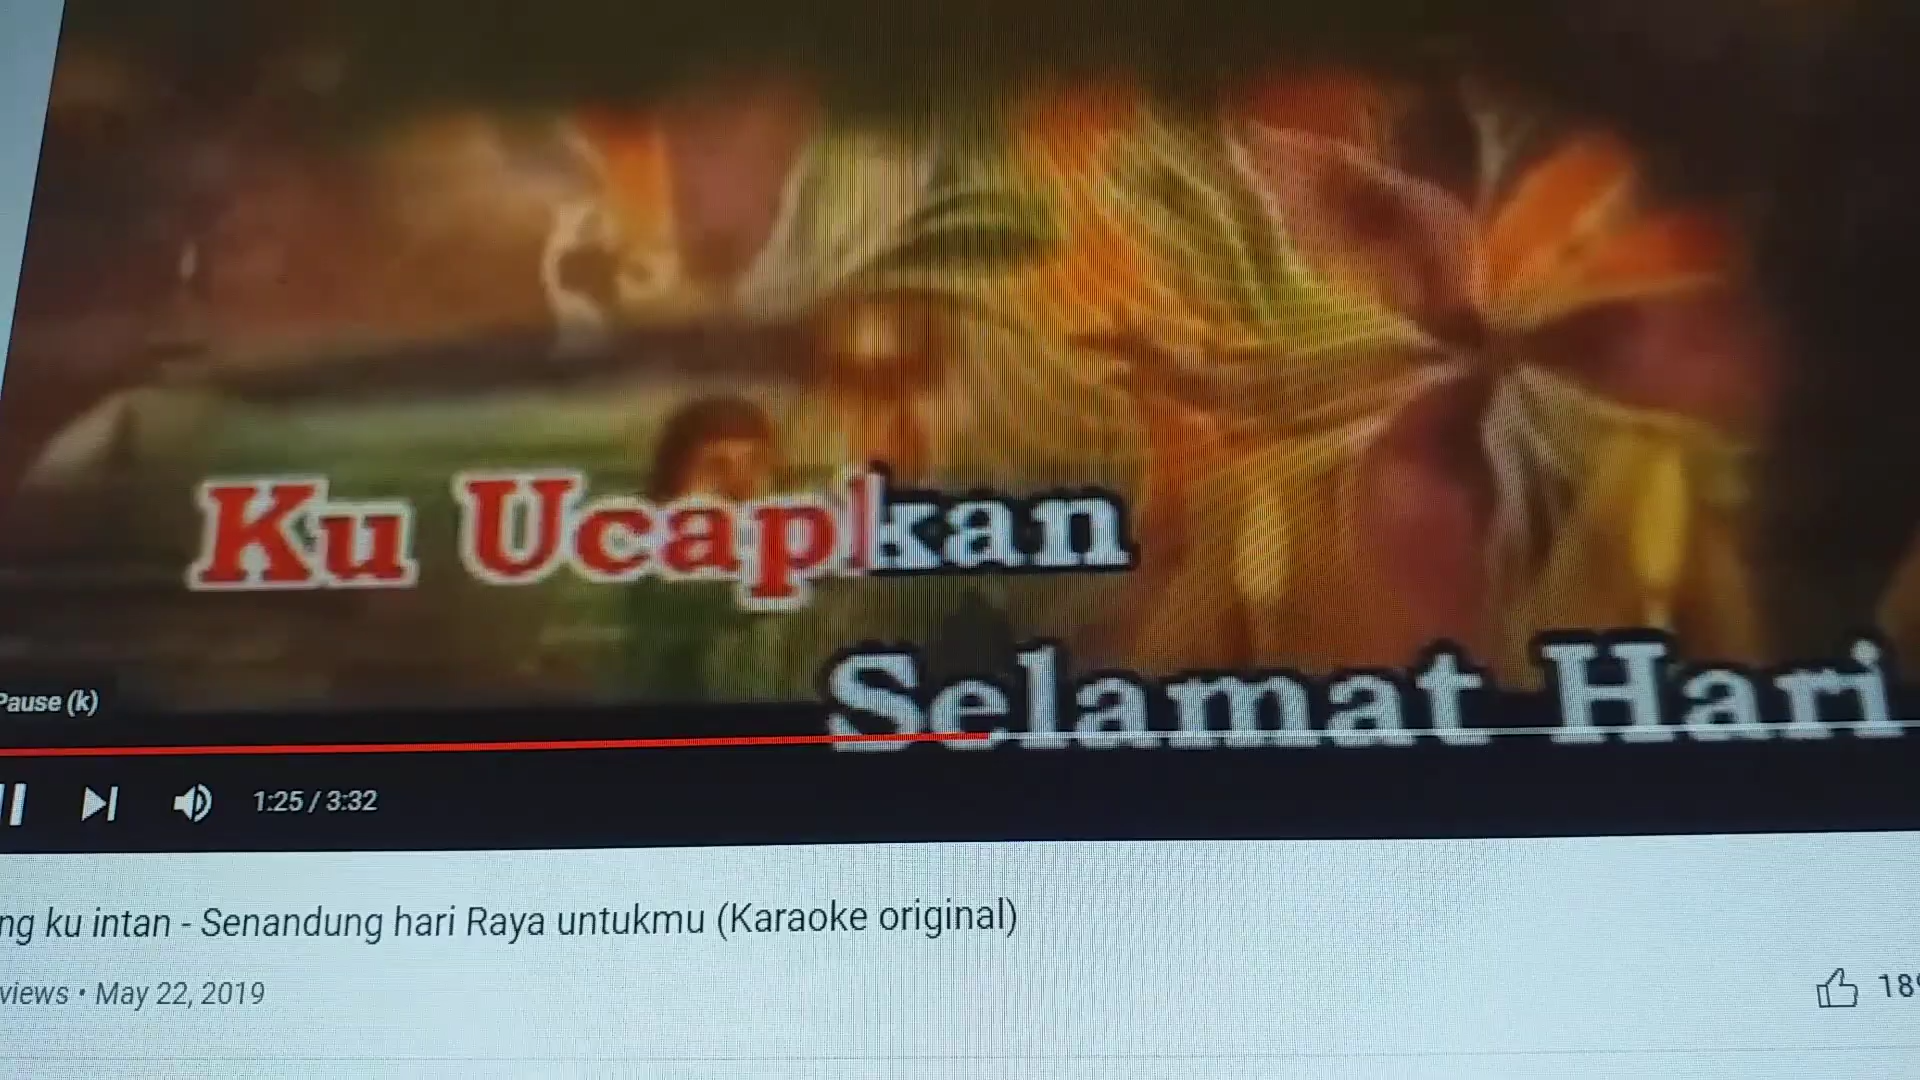 Ku Ucapkan
Selamat Hari
Pause (k)
1:25 / 3:32
ng ku intan - Senandung hari Raya untukmu (Karaoke original)
views • May 22, 2019